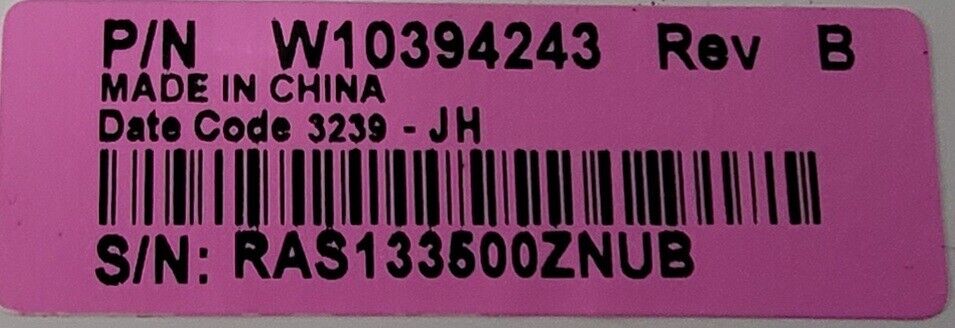 P/N W10394243 Rev B
MADE IN CHINA
Date Code 3239 - JH
S/N: RAS133500ZNUB